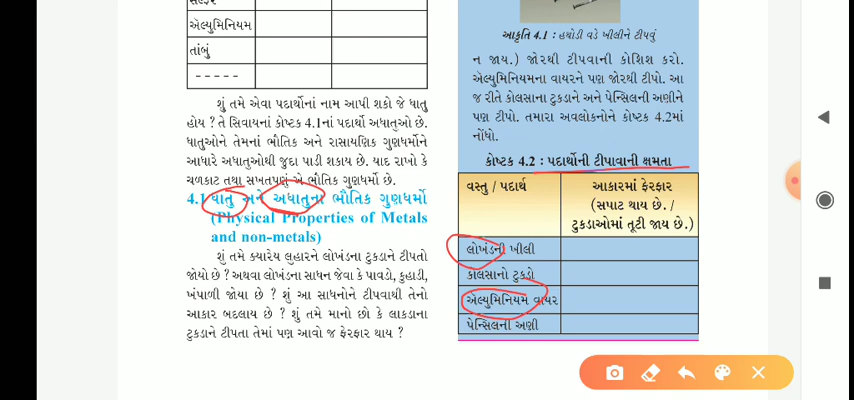 સલ્ફર
ઍલ્યુમિનિયમ
તાંબું
-----
શું તમે એવા પદાર્થોનાં નામ આપી શકો જે ધાતુ
હોય ? તે સિવાયનાં કોષ્ટક 4.1નાં પદાર્થો અધાતુઓ છે.
ધાતુઓને તેમનાં ભૌતિક અને રાસાયણિક ગુણધર્મોને
આધારે અધાતુઓથી જુદા પાડી શકાય છે. યાદ રાખો કે
ચળકાટ તથા સખતપણું એ ભૌતિક ગુણધર્મો છે.
4.1 ધાતુ અને અધાતુના ભૌતિક ગુણધર્મો
(Physical Properties of Metals
and non-metals)
શું તમે ક્યારેય લુહારને લોખંડના ટુકડાને ટીપતો
જોયો છે ? અથવા લોખંડના સાધન જેવા કે પાવડો, કુહાડી,
ખંપાળી જોયા છે ? શું આ સાધનોને ટીપવાથી તેનો
આકાર બદલાય છે ? શું તમે માનો છો કે લાકડાના
ટુકડાને ટીપતા તેમાં પણ આવો જ ફેરફાર થાય ?
આકૃતિ 4.1 : હથોડી વડે ખીલીને ટીપવું
ન જાય.) જોરથી ટીપવાની કોશિશ કરો.
ઍલ્યુમિનિયમના વાયરને પણ જોરથી ટીપો. આ
જ રીતે કોલસાના ટુકડાને અને પેન્સિલની અણીને
પણ ટીપો. તમારા અવલોકનોને કોષ્ટક 4.2માં
નોંધો.
કોષ્ટક 4.2 : પદાર્થોની ટીપાવાની ક્ષમતા
વસ્તુ / પદાર્થ
આકારમાં ફેરફાર
(સપાટ થાય છે. /
ટુકડાઓમાં તૂટી જાય છે.)
લોખંડની ખીલી
કોલસાનો ટુકડો
ઍલ્યુમિનિયમ વાયર
પેન્સિલની અણી